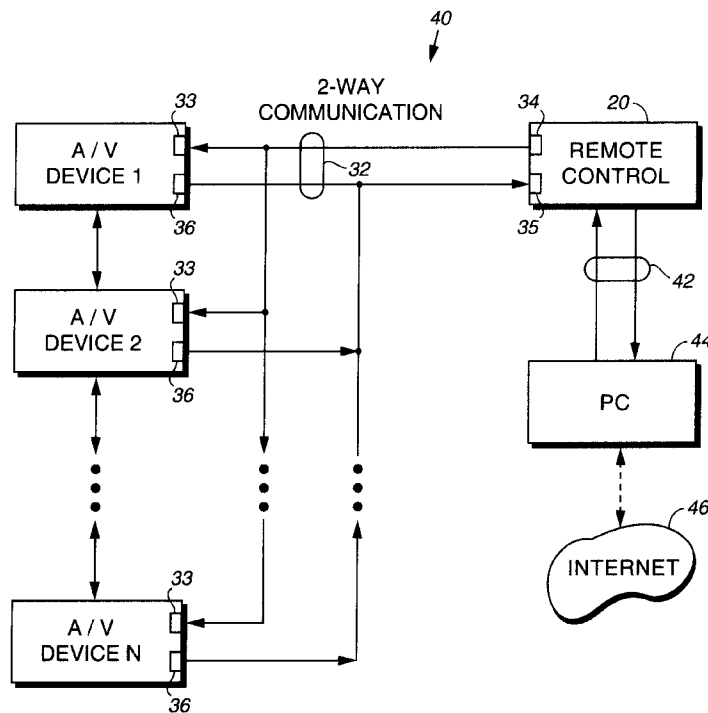 40
2-WAY
COMMUNICATION
33
A / V
DEVICE 1
36
32
34
20
REMOTE
CONTROL
35
42
33
A / V
DEVICE 2
36
44
PC
46
INTERNET
33
A / V
DEVICE N
36